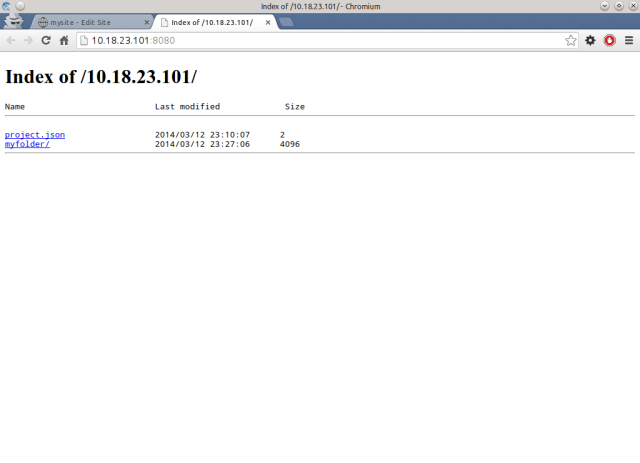 Index of /10.18.23.101/ - Chromium
mysite - Edit Site
Index of /10.18.23.101/
10.18.23.101:8080
Index of /10.18.23.101/
Name Last modified Size
project.json 2014/03/12 23:10:07 2
myfolder/ 2014/03/12 23:27:06 4096